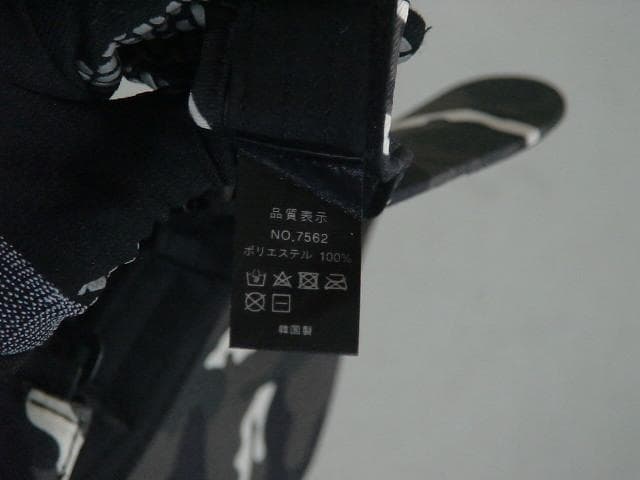 品質表示
NO.7562
ポリエステル 100%
韓国製